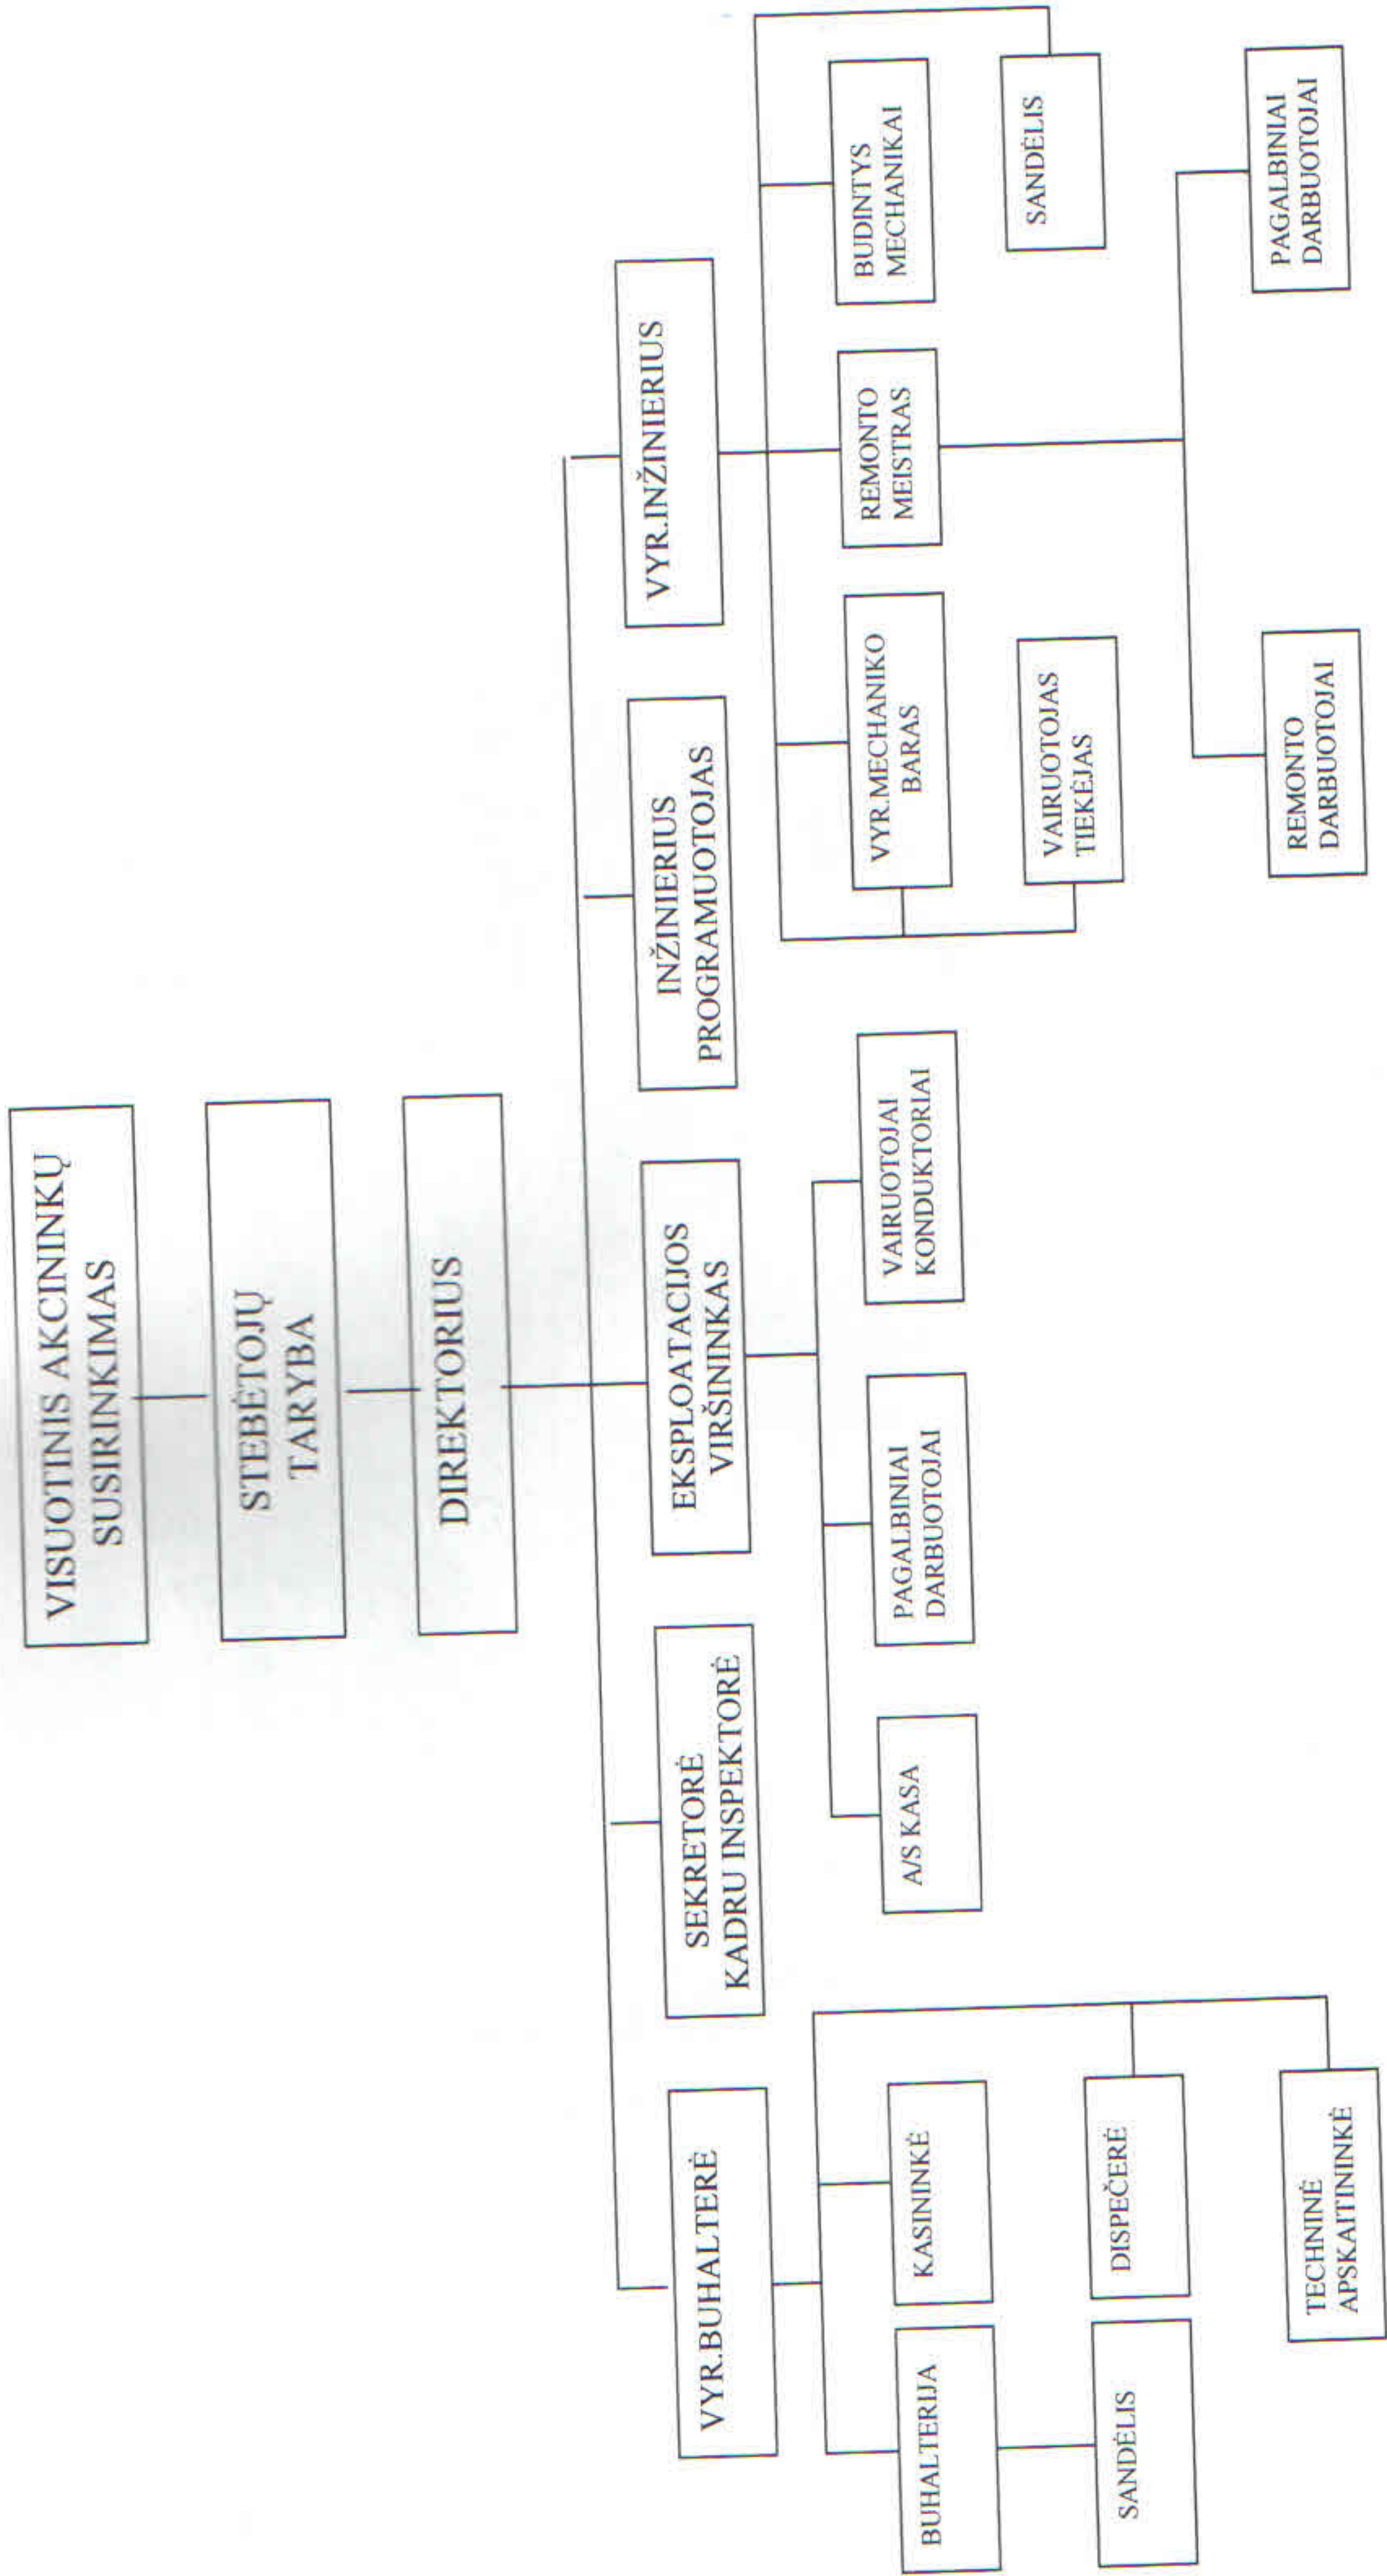 VISUOTINIS AKCININKŲ
SUSIRINKIMAS
STEBĖTOJŲ
TARYBA
DIREKTORIUS
VYR.BUHALTERĖ
SEKRETORĖ
KADRU INSPEKTORĖ
EKSPLOATACIJOS
VIRŠININKAS
INŽINIERIUS
PROGRAMUOTOJAS
VYR.INŽINIERIUS
BUHALTERIJA
KASININKĖ
SANDĖLIS
DISPEČERĖ
TECHNINĖ
APSKAITININKĖ
A/S KASA
PAGALBINIAI
DARBUOTOJAI
VAIRUOTOJAI
KONDUKTORIAI
VYR.MECHANIKO
BARAS
REMONTO
MEISTRAS
BUDINTYS
MECHANIKAI
VAIRUOTOJAS
TIEKĖJAS
SANDĖLIS
REMONTO
DARBUOTOJAI
PAGALBINIAI
DARBUOTOJAI